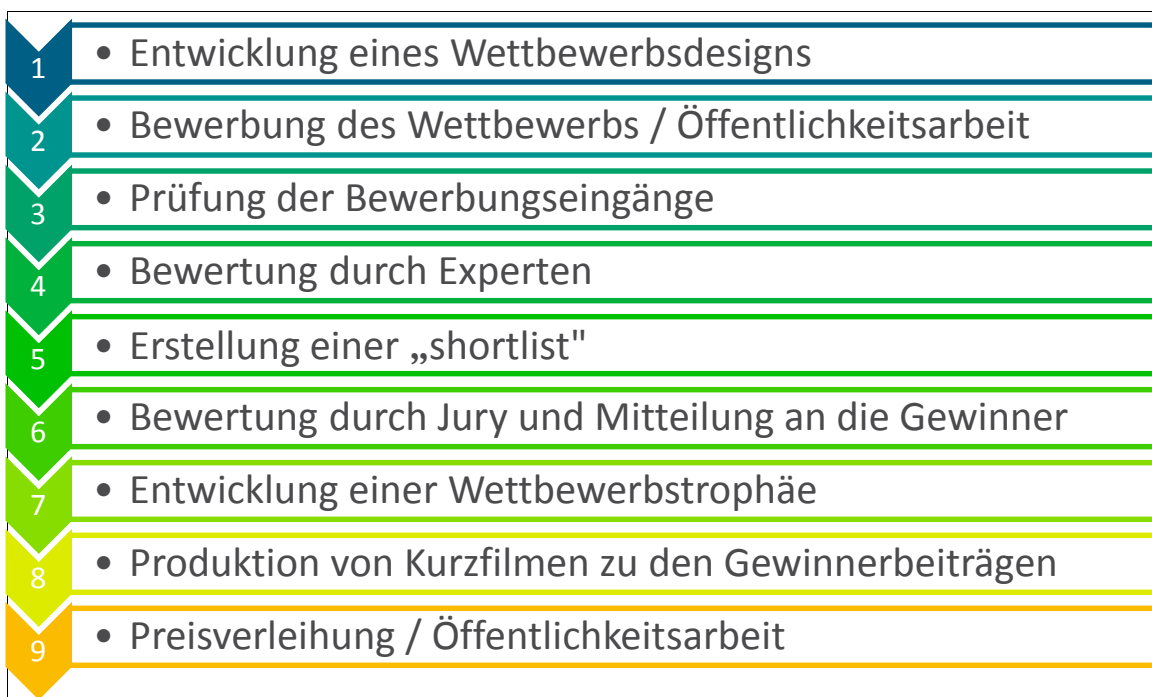 1 • Entwicklung eines Wettbewerbsdesigns
2 • Bewerbung des Wettbewerbs / Öffentlichkeitsarbeit
3 • Prüfung der Bewerbungseingänge
4 • Bewertung durch Experten
5 • Erstellung einer „shortlist"
6 • Bewertung durch Jury und Mitteilung an die Gewinner
7 • Entwicklung einer Wettbewerbstrophäe
8 • Produktion von Kurzfilmen zu den Gewinnerbeiträgen
9 • Preisverleihung / Öffentlichkeitsarbeit